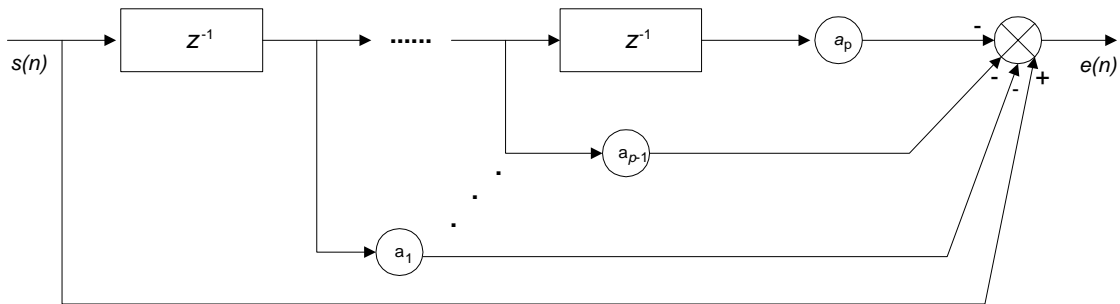 s(n)
z⁻¹
......
z⁻¹
aₚ
-
-
-
+
e(n)
aₚ₋₁
a₁